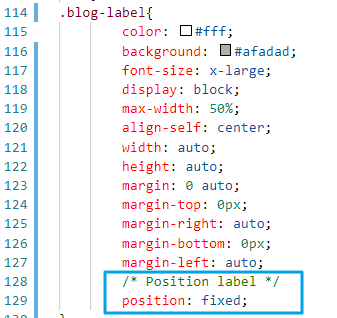 114 .blog-label{
115 color: #fff;
116 background: #afadad;
117 font-size: x-large;
118 display: block;
119 max-width: 50%;
120 align-self: center;
121 width: auto;
122 height: auto;
123 margin: 0 auto;
124 margin-top: 0px;
125 margin-right: auto;
126 margin-bottom: 0px;
127 margin-left: auto;
128 /* Position label */
129 position: fixed;